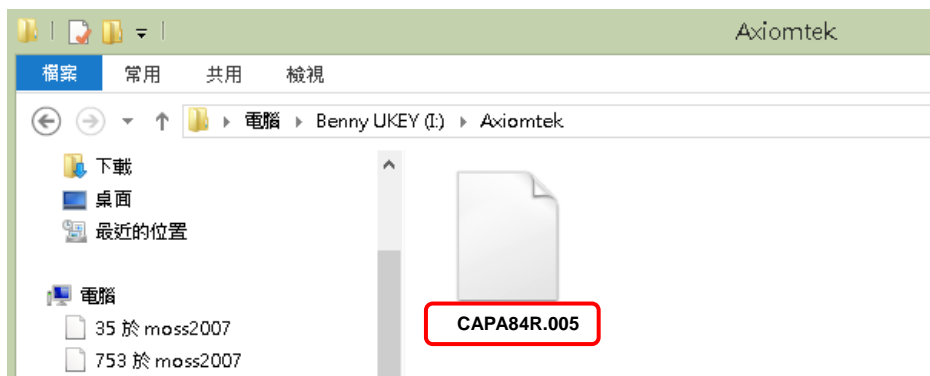 Axiomtek
檔案 常用 共用 檢視
電腦 Benny UKEY (I:) Axiomtek
下載
桌面
最近的位置
電腦
35 於 moss2007
753 於 moss2007
CAPA84R.005